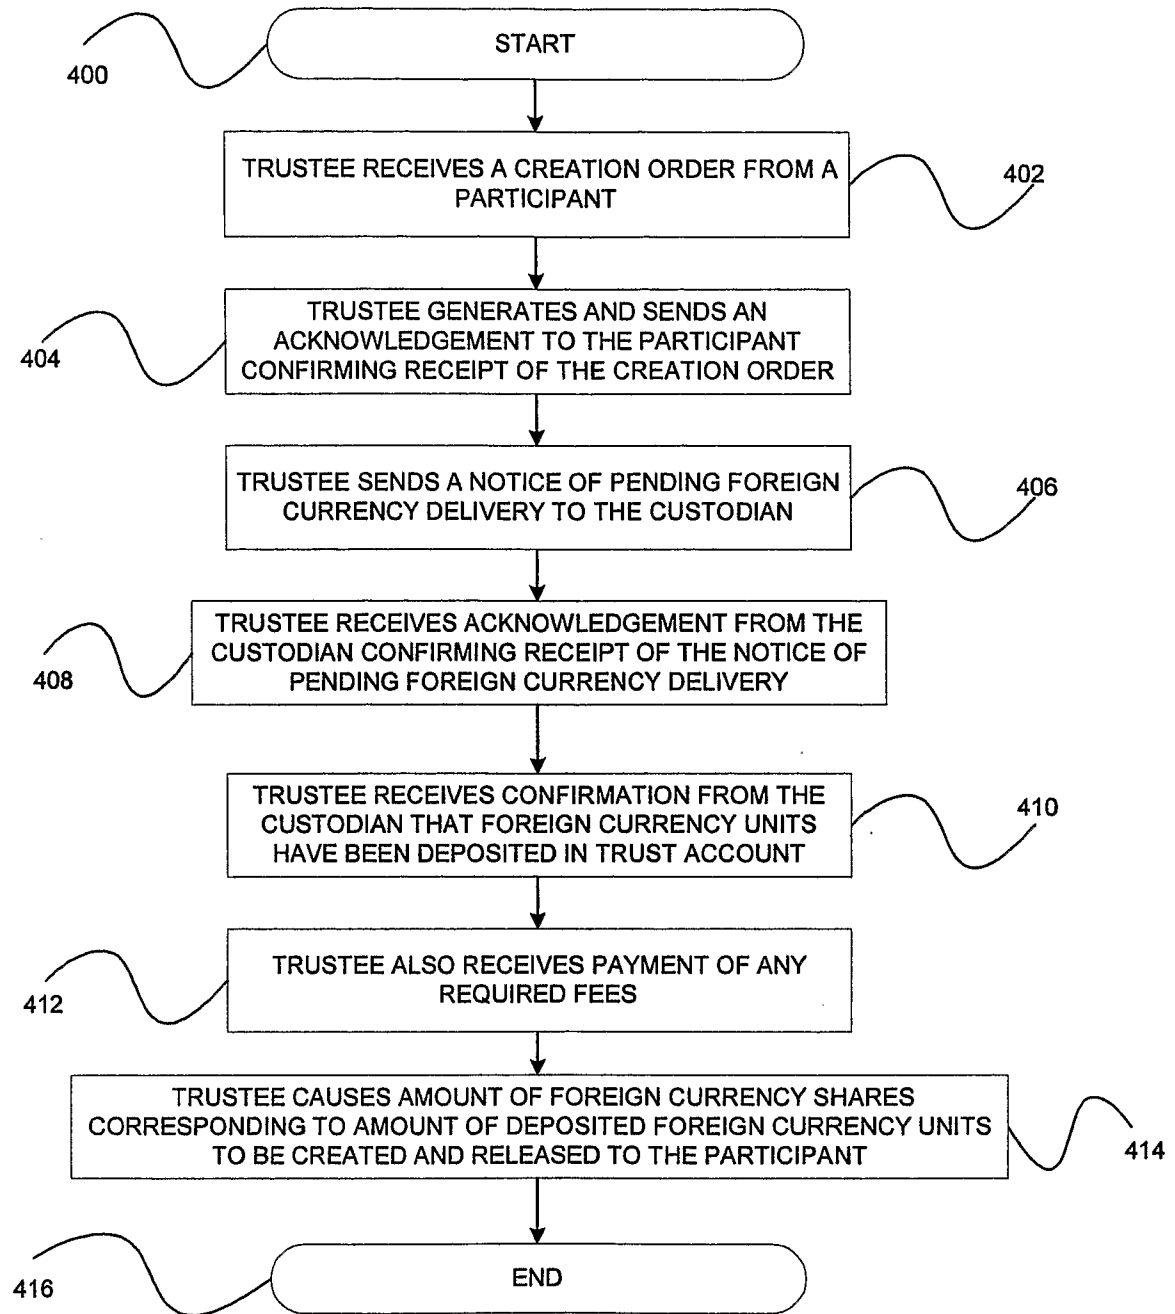 START
400
TRUSTEE RECEIVES A CREATION ORDER FROM A
PARTICIPANT
402
TRUSTEE GENERATES AND SENDS AN
ACKNOWLEDGEMENT TO THE PARTICIPANT
CONFIRMING RECEIPT OF THE CREATION ORDER
404
TRUSTEE SENDS A NOTICE OF PENDING FOREIGN
CURRENCY DELIVERY TO THE CUSTODIAN
406
TRUSTEE RECEIVES ACKNOWLEDGEMENT FROM THE
CUSTODIAN CONFIRMING RECEIPT OF THE NOTICE OF
PENDING FOREIGN CURRENCY DELIVERY
408
TRUSTEE RECEIVES CONFIRMATION FROM THE
CUSTODIAN THAT FOREIGN CURRENCY UNITS
HAVE BEEN DEPOSITED IN TRUST ACCOUNT
410
TRUSTEE ALSO RECEIVES PAYMENT OF ANY
REQUIRED FEES
412
TRUSTEE CAUSES AMOUNT OF FOREIGN CURRENCY SHARES
CORRESPONDING TO AMOUNT OF DEPOSITED FOREIGN CURRENCY UNITS
TO BE CREATED AND RELEASED TO THE PARTICIPANT
414
END
416